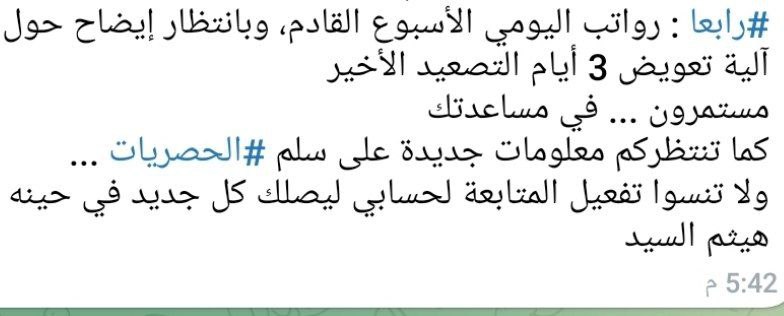 #رابعا : رواتب اليومي الأسبوع القادم، وبانتظار إيضاح حول
آلية تعويض 3 أيام التصعيد الأخير
مستمرون ... في مساعدتك
كما تنتظركم معلومات جديدة على سلم #الحصريات ...
ولا تنسوا تفعيل المتابعة لحسابي ليصلك كل جديد في حينه
هيثم السيد
5:42 م